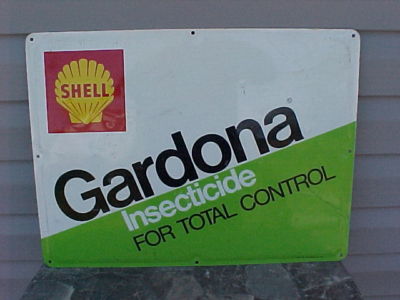 SHELL
Gardona
Insecticide
FOR TOTAL CONTROL